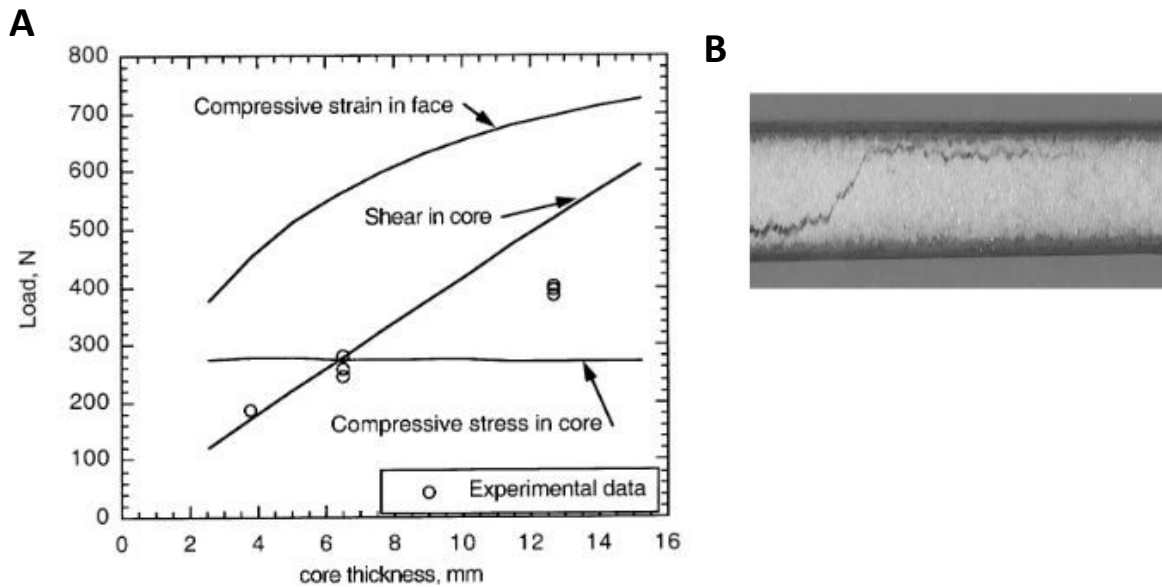 A
B
800
700
600
500
400
300
200
100
0
Load, N
Compressive strain in face
Shear in core
Compressive stress in core
Experimental data
0 2 4 6 8 10 12 14 16
core thickness, mm